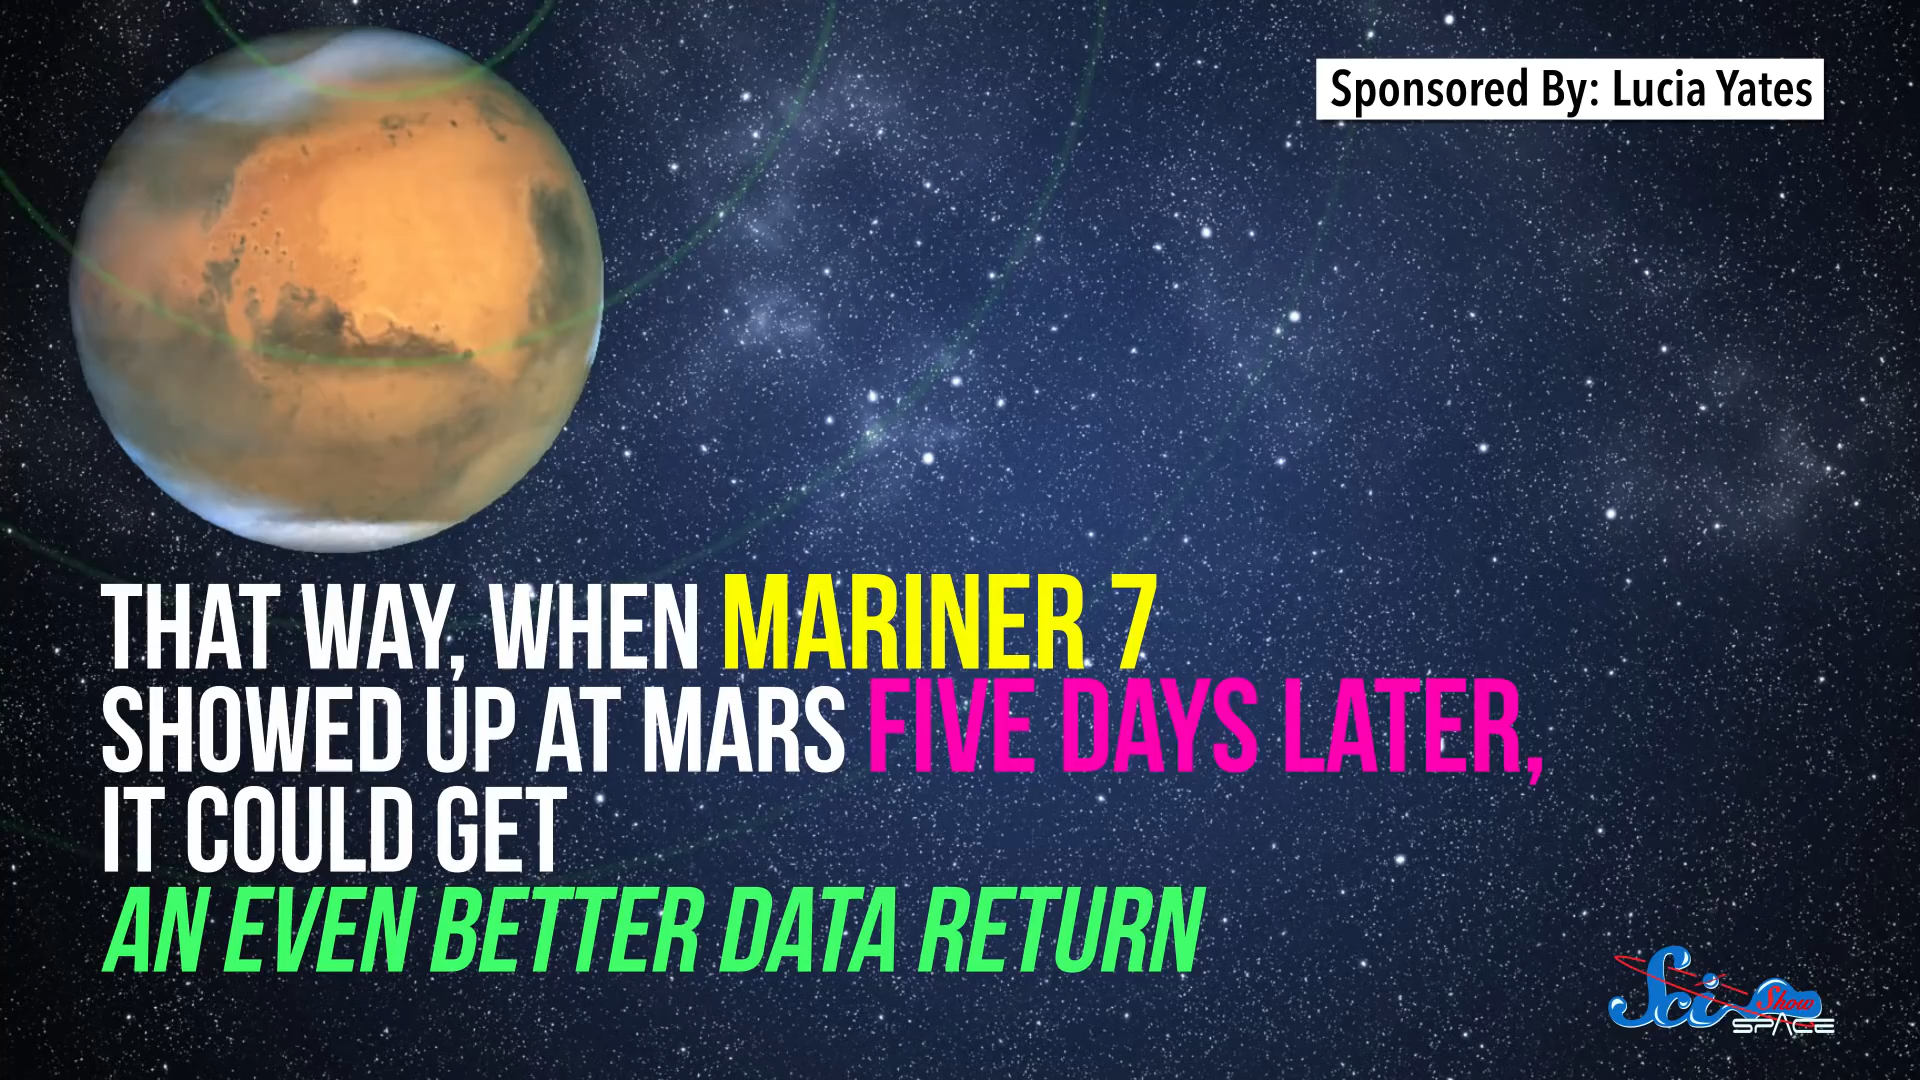 Sponsored By: Lucia Yates
THAT WAY, WHEN MARINER 7
SHOWED UP AT MARS FIVE DAYS LATER,
IT COULD GET
AN EVEN BETTER DATA RETURN
Sci Show
SPACE